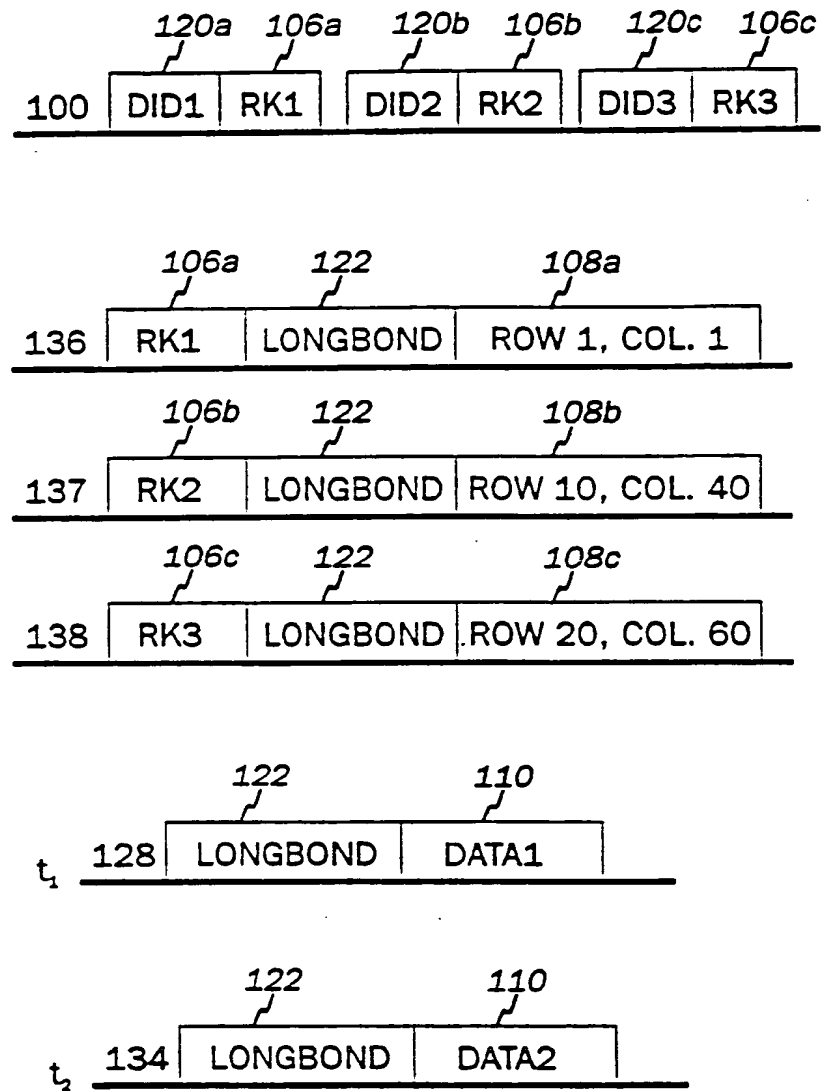 120a 106a 120b 106b 120c 106c
100 DID1 RK1 DID2 RK2 DID3 RK3
106a 122 108a
136 RK1 LONGBOND ROW 1, COL. 1
106b 122 108b
137 RK2 LONGBOND ROW 10, COL. 40
106c 122 108c
138 RK3 LONGBOND ROW 20, COL. 60
122 110
t₁ 128 LONGBOND DATA1
122 110
t₂ 134 LONGBOND DATA2